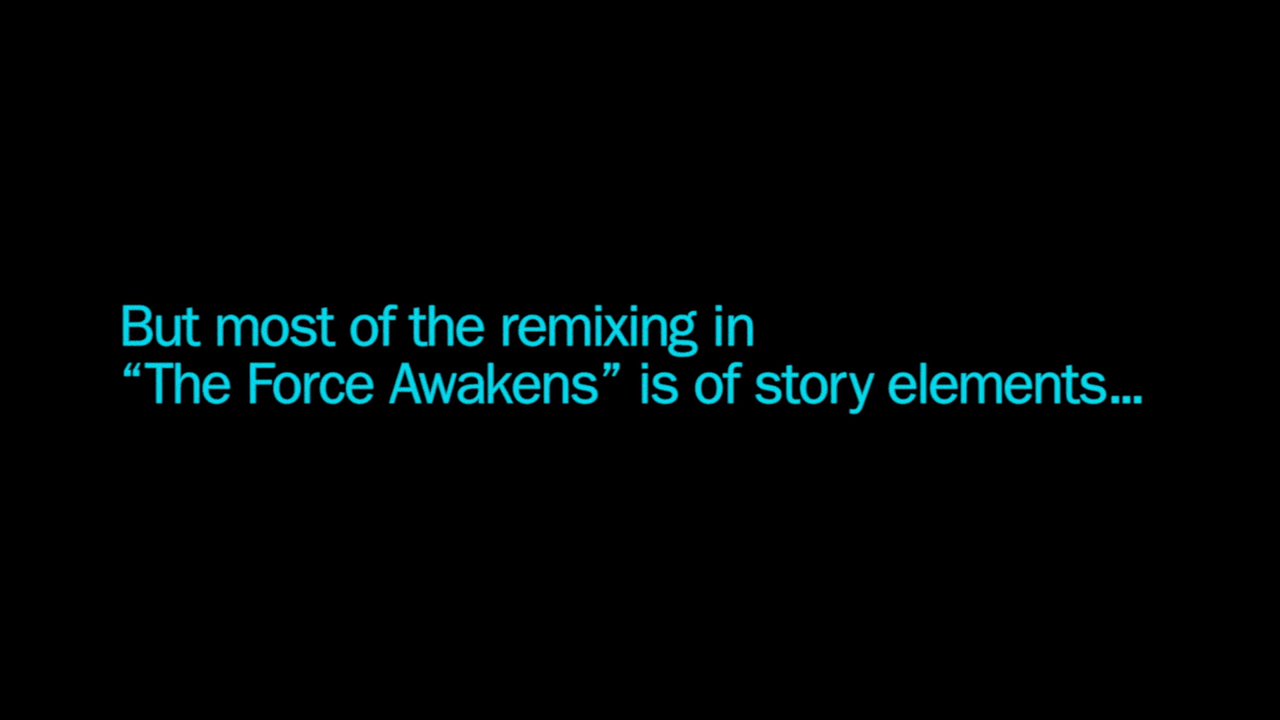 But most of the remixing in
“The Force Awakens” is of story elements...